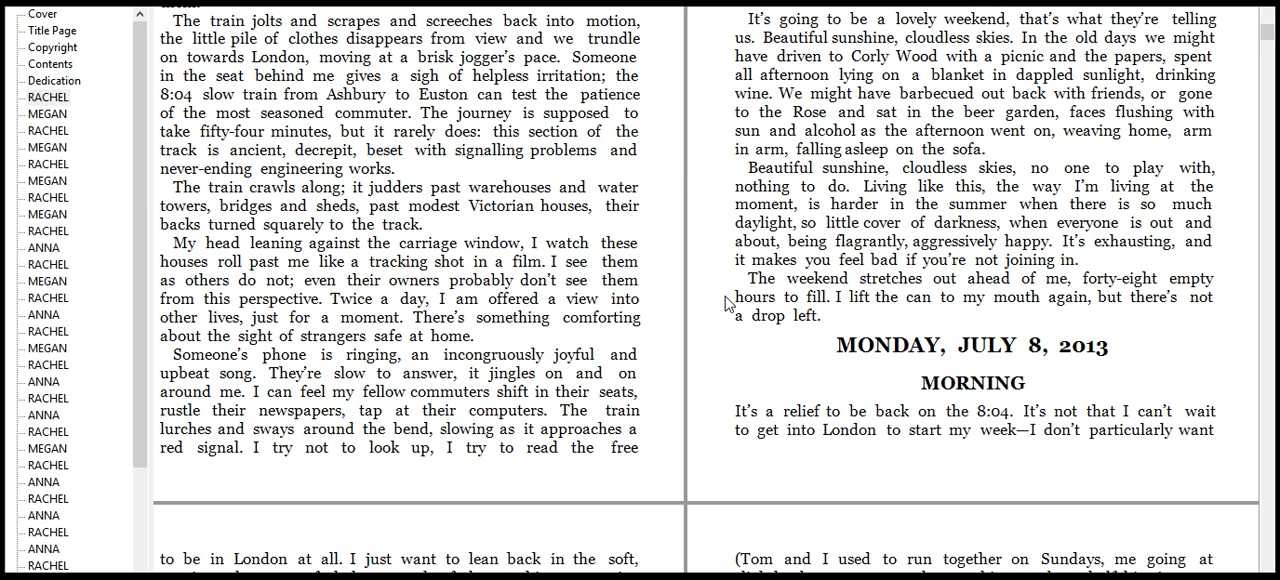 Cover
Title Page
Copyright
Contents
Dedication
RACHEL
MEGAN
RACHEL
MEGAN
RACHEL
MEGAN
RACHEL
MEGAN
RACHEL
ANNA
RACHEL
MEGAN
RACHEL
ANNA
RACHEL
MEGAN
RACHEL
ANNA
RACHEL
ANNA
RACHEL
MEGAN
RACHEL
ANNA
RACHEL
ANNA
RACHEL
ANNA
RACHEL
The train jolts and scrapes and screeches back into motion,
the little pile of clothes disappears from view and we trundle
on towards London, moving at a brisk jogger’s pace. Someone
in the seat behind me gives a sigh of helpless irritation; the
8:04 slow train from Ashbury to Euston can test the patience
of the most seasoned commuter. The journey is supposed to
take fifty-four minutes, but it rarely does: this section of the
track is ancient, decrepit, beset with signalling problems and
never-ending engineering works.
The train crawls along; it judders past warehouses and water
towers, bridges and sheds, past modest Victorian houses, their
backs turned squarely to the track.
My head leaning against the carriage window, I watch these
houses roll past me like a tracking shot in a film. I see them
as others do not; even their owners probably don’t see them
from this perspective. Twice a day, I am offered a view into
other lives, just for a moment. There’s something comforting
about the sight of strangers safe at home.
Someone’s phone is ringing, an incongruously joyful and
upbeat song. They’re slow to answer, it jingles on and on
around me. I can feel my fellow commuters shift in their seats,
rustle their newspapers, tap at their computers. The train
lurches and sways around the bend, slowing as it approaches a
red signal. I try not to look up, I try to read the free
It’s going to be a lovely weekend, that’s what they’re telling
us. Beautiful sunshine, cloudless skies. In the old days we might
have driven to Corly Wood with a picnic and the papers, spent
all afternoon lying on a blanket in dappled sunlight, drinking
wine. We might have barbecued out back with friends, or gone
to the Rose and sat in the beer garden, faces flushing with
sun and alcohol as the afternoon went on, weaving home, arm
in arm, falling asleep on the sofa.
Beautiful sunshine, cloudless skies, no one to play with,
nothing to do. Living like this, the way I’m living at the
moment, is harder in the summer when there is so much
daylight, so little cover of darkness, when everyone is out and
about, being flagrantly, aggressively happy. It’s exhausting, and
it makes you feel bad if you’re not joining in.
The weekend stretches out ahead of me, forty-eight empty
hours to fill. I lift the can to my mouth again, but there’s not
a drop left.
MONDAY, JULY 8, 2013
MORNING
It’s a relief to be back on the 8:04. It’s not that I can’t wait
to get into London to start my week—I don’t particularly want
to be in London at all. I just want to lean back in the soft,
(Tom and I used to run together on Sundays, me going at